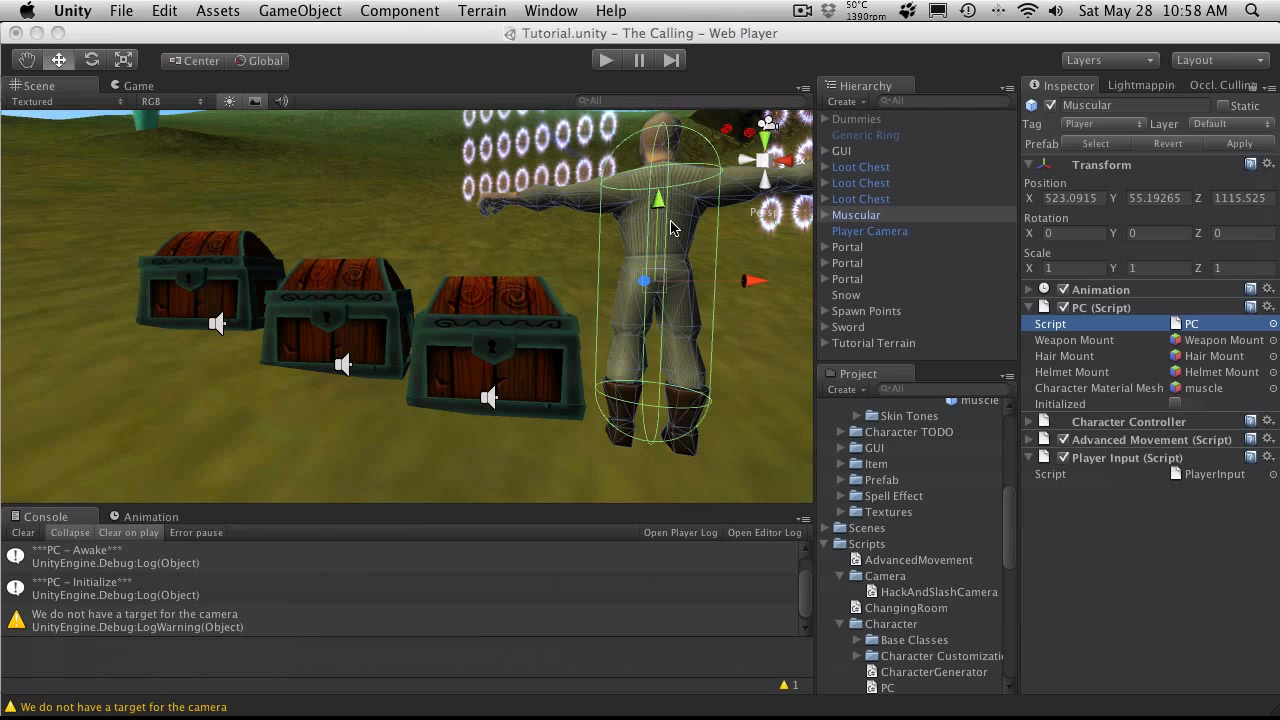 Unity File Edit Assets GameObject Component Terrain Window Help 50°C 1390rpm Sat May 28 10:58 AM
Tutorial.unity - The Calling - Web Player
Center Global Layers Layout
Scene Game
Textured RGB All
Hierarchy
Create All
Dummies
Generic Ring
GUI
Loot Chest
Loot Chest
Loot Chest
Muscular
Player Camera
Portal
Portal
Portal
Snow
Spawn Points
Sword
Tutorial Terrain
Project
Create All
muscle
Skin Tones
Character TODO
GUI
Item
Prefab
Spell Effect
Textures
Scenes
Scripts
AdvancedMovement
Camera
HackAndSlashCamera
ChangingRoom
Character
Base Classes
Character Customizati
CharacterGenerator
PC
Inspector Lightmappin Occl. Culling
Muscular Static
Tag Player Layer Default
Prefab Select Revert Apply
Transform
Position
X 523.0915 Y 55.19265 Z 1115.525
Rotation
X 0 Y 0 Z 0
Scale
X 1 Y 1 Z 1
Animation
PC (Script)
Script PC
Weapon Mount Weapon Mount
Hair Mount Hair Mount
Helmet Mount Helmet Mount
Character Material Mesh muscle
Initialized
Character Controller
Advanced Movement (Script)
Player Input (Script)
Script PlayerInput
Console Animation
Clear Collapse Clear on play Error pause Open Player Log Open Editor Log
***PC - Awake***
UnityEngine.Debug:Log(Object)
***PC - Initialize***
UnityEngine.Debug:Log(Object)
We do not have a target for the camera
UnityEngine.Debug:LogWarning(Object)
1
We do not have a target for the camera